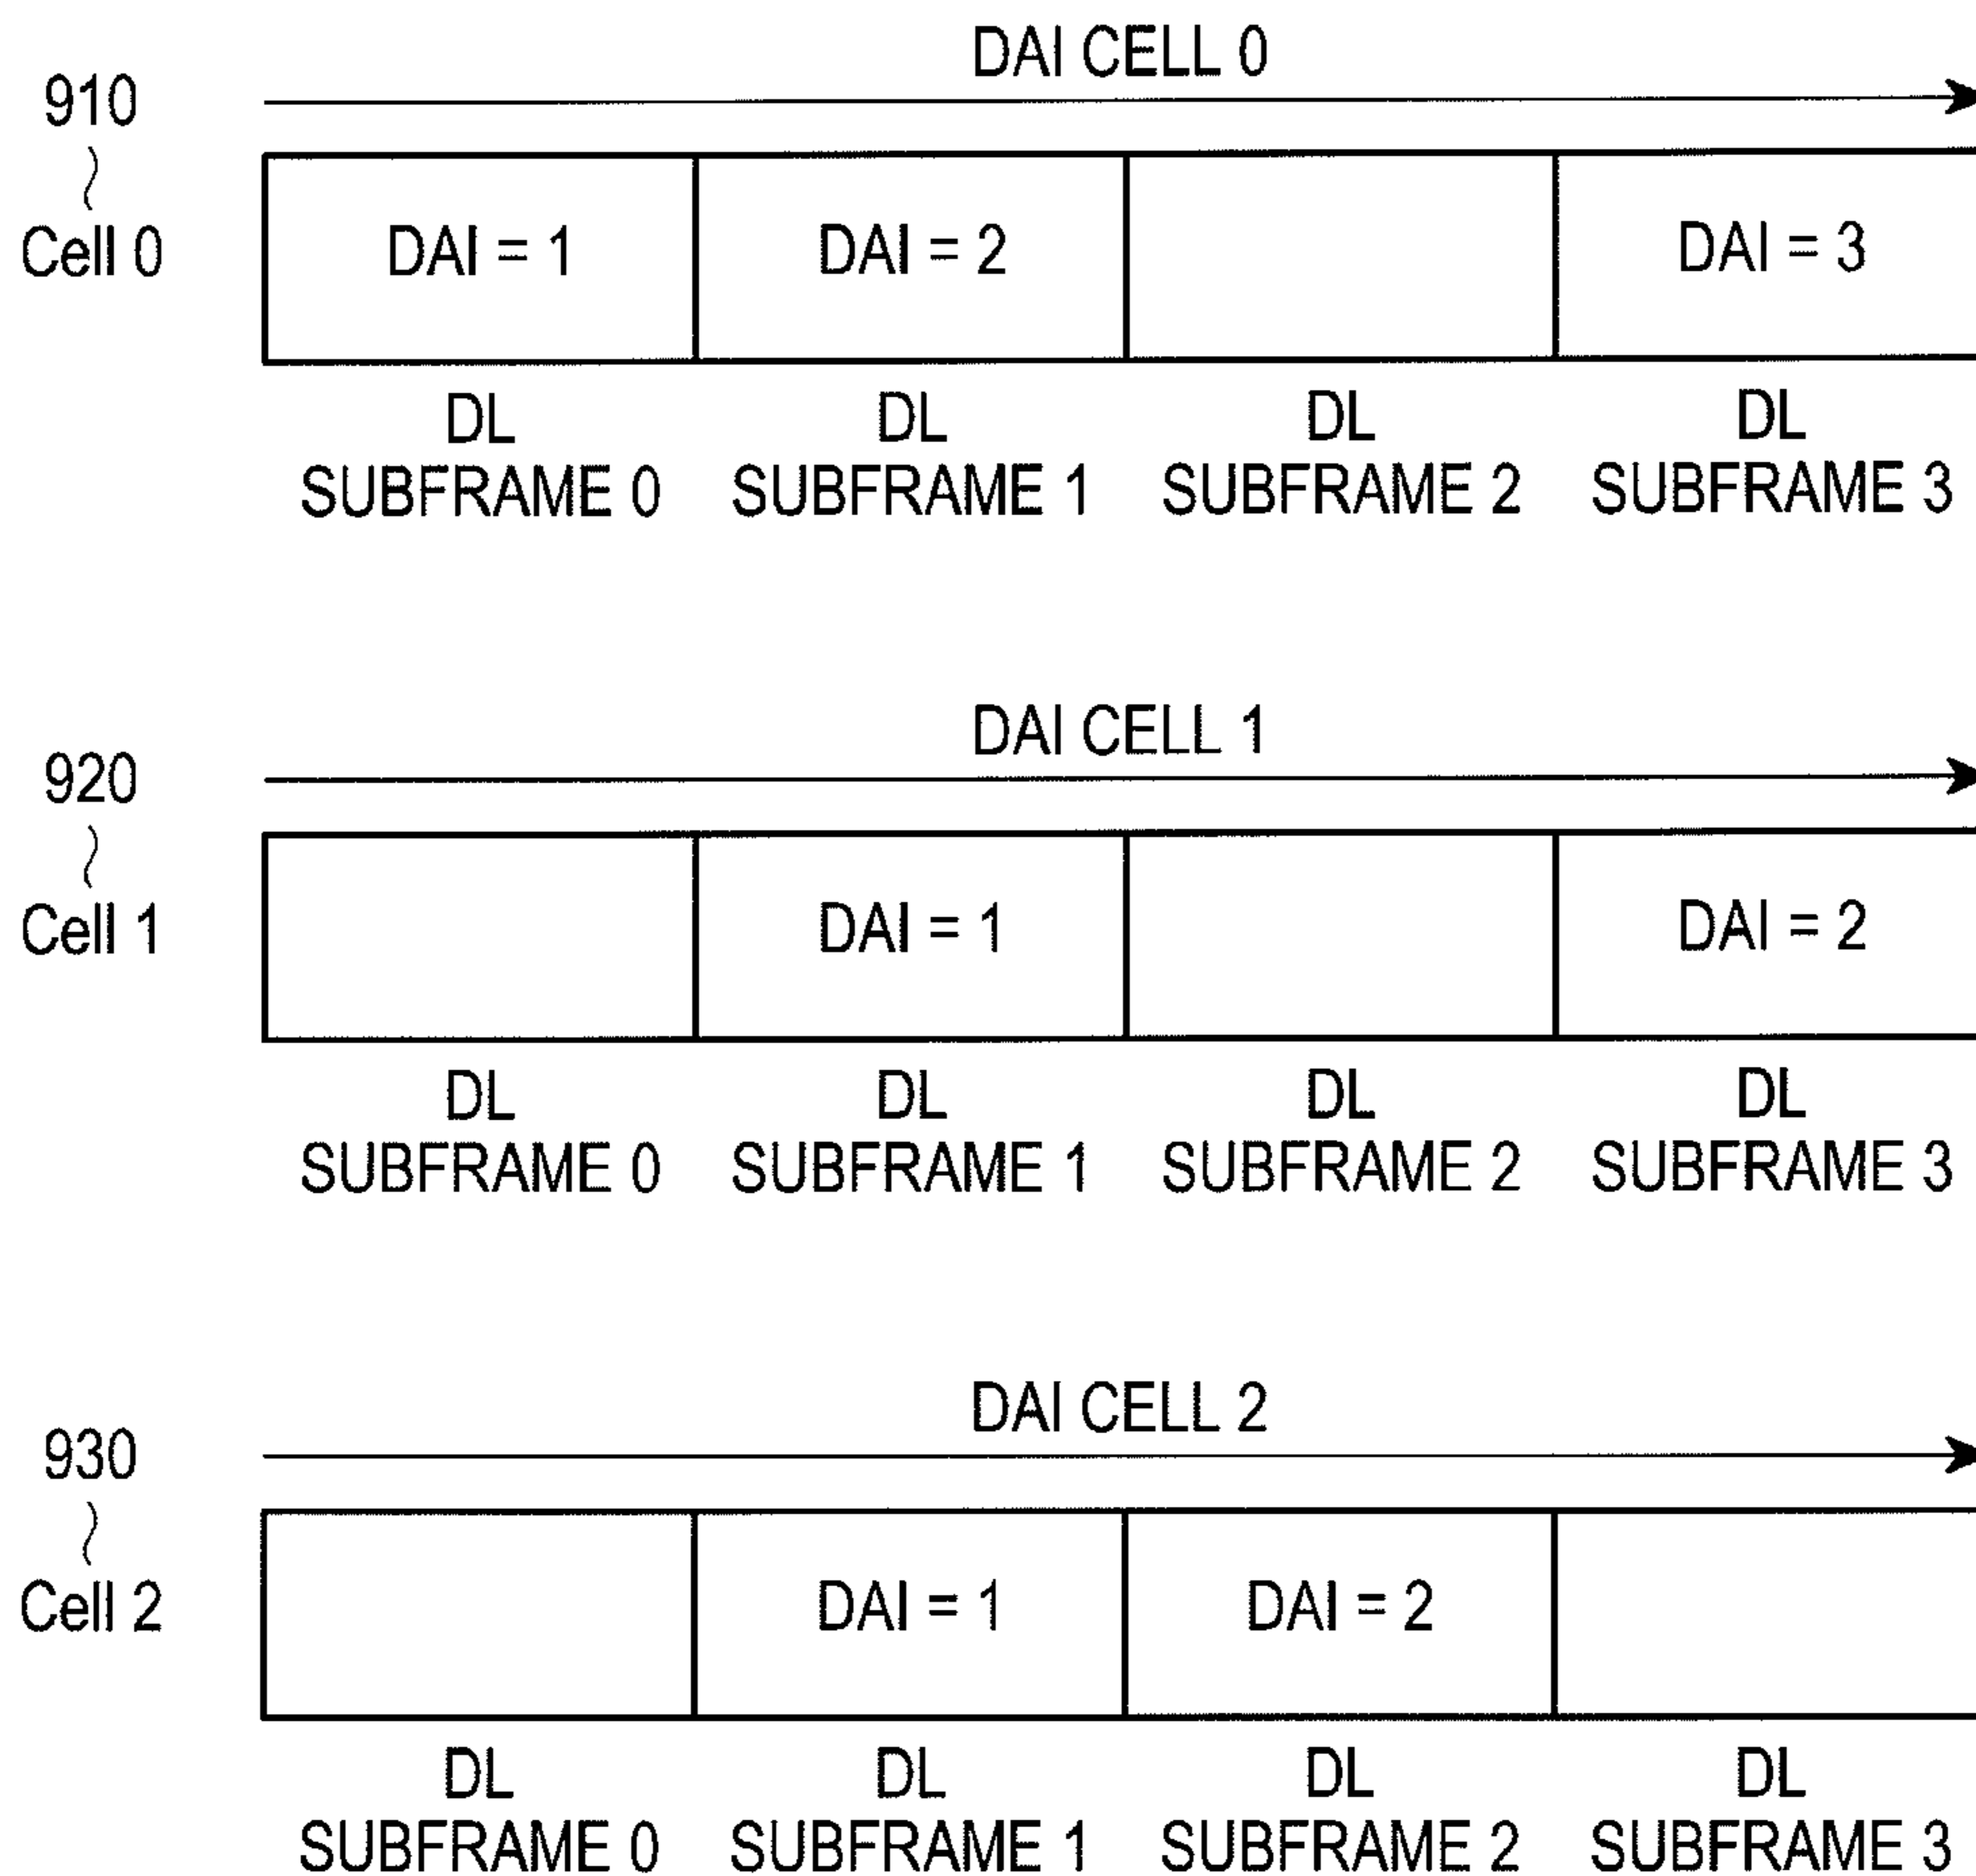 DAI CELL 0
910
Cell 0
DAI = 1 DAI = 2 DAI = 3
DL DL DL DL
SUBFRAME 0 SUBFRAME 1 SUBFRAME 2 SUBFRAME 3
DAI CELL 1
920
Cell 1
DAI = 1 DAI = 2
DL DL DL DL
SUBFRAME 0 SUBFRAME 1 SUBFRAME 2 SUBFRAME 3
DAI CELL 2
930
Cell 2
DAI = 1 DAI = 2
DL DL DL DL
SUBFRAME 0 SUBFRAME 1 SUBFRAME 2 SUBFRAME 3